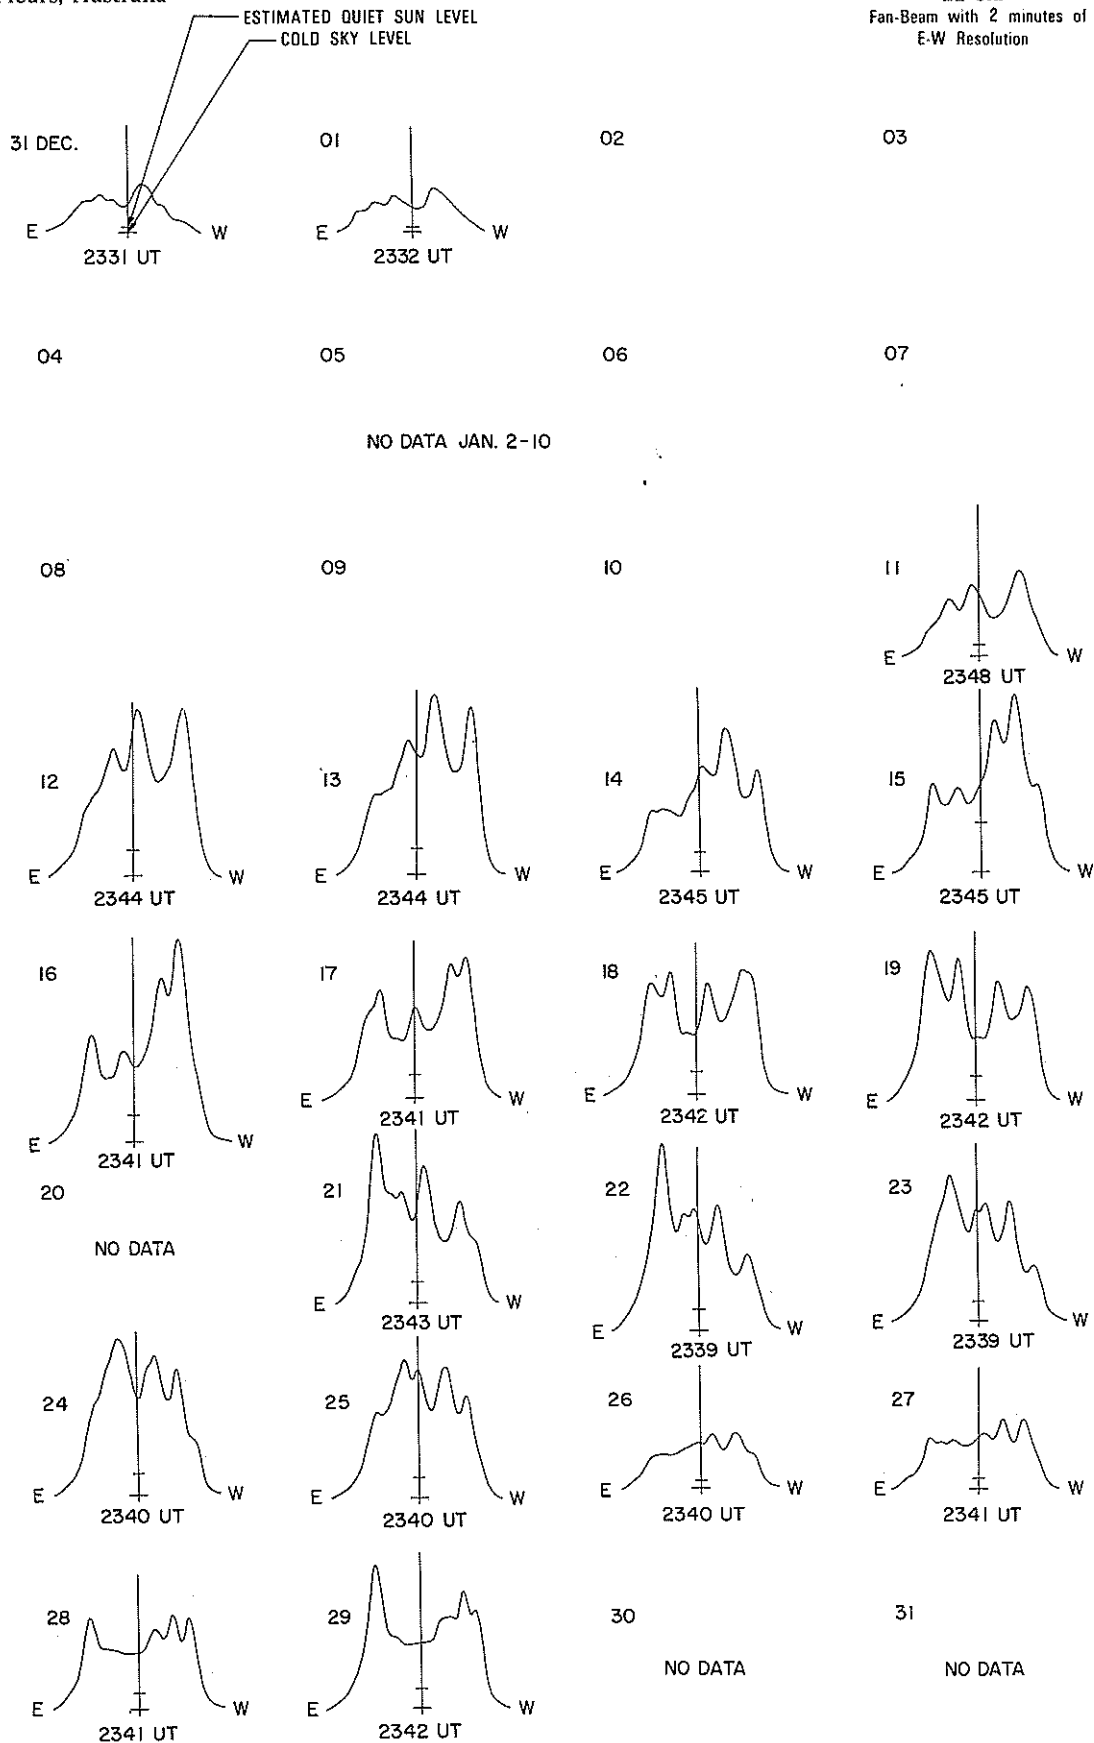 Fleurs, Australia
ESTIMATED QUIET SUN LEVEL
COLD SKY LEVEL
Fan-Beam with 2 minutes of
E-W Resolution
31 DEC.
01
02
03
E W
2331 UT
E W
2332 UT
04
05
06
07
NO DATA JAN. 2-10
08
09
10
11
E W
2348 UT
12
13
14
15
E W
2344 UT
E W
2344 UT
E W
2345 UT
E W
2345 UT
16
17
18
19
E W
2341 UT
E W
2341 UT
E W
2342 UT
E W
2342 UT
20
NO DATA
21
22
23
E W
2343 UT
E W
2339 UT
E W
2339 UT
24
25
26
27
E W
2340 UT
E W
2340 UT
E W
2340 UT
E W
2341 UT
28
29
30
31
NO DATA
NO DATA
E W
2341 UT
E W
2342 UT